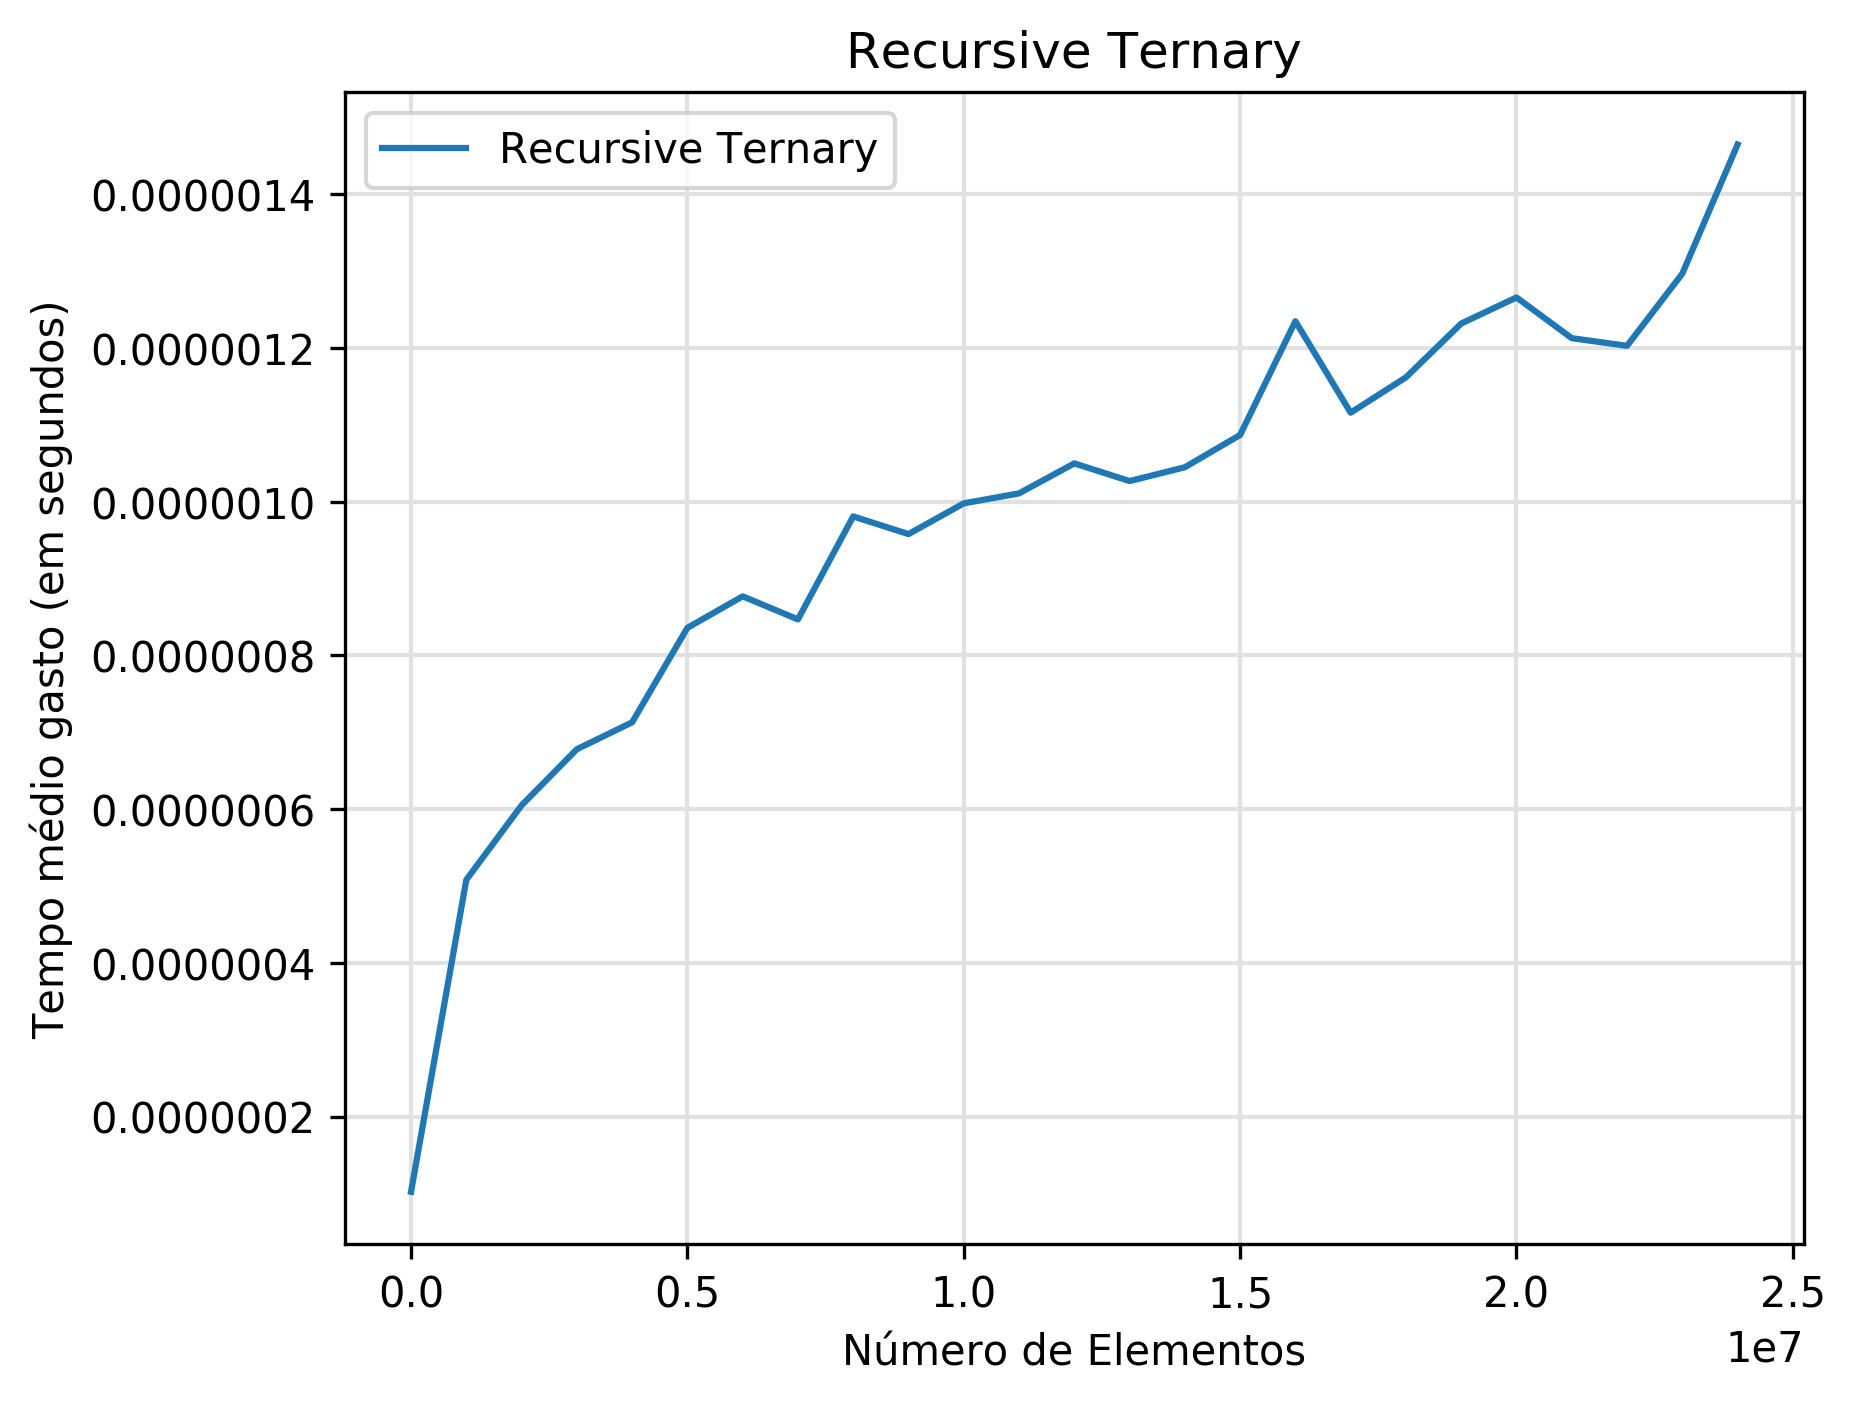 Recursive Ternary
Recursive Ternary
Tempo médio gasto (em segundos)
0.0000014
0.0000012
0.0000010
0.0000008
0.0000006
0.0000004
0.0000002
0.0 0.5 1.0 1.5 2.0 2.5
1e7
Número de Elementos